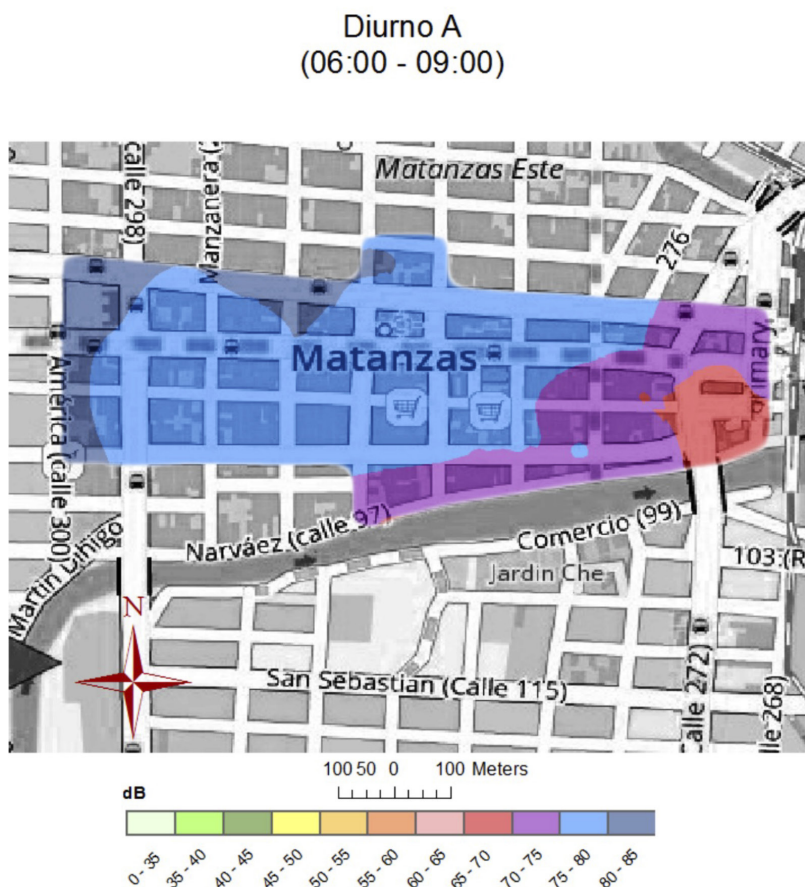 Diurno A
(06:00 - 09:00)
calle 298)
Manzanera (
Matanzas Este
276
Matanzas
Primary
América (calle 300)
Narváez (calle 97)
Comercio (99)
Martín Dihigo
103 (R
Jardin Che
N
San Sebastian (Calle 115)
Calle 272)
lle 268)
100 50 0 100 Meters
dB
0 - 35
35 - 40
40 - 45
45 - 50
50 - 55
55 - 60
60 - 65
65 - 70
70 - 75
75 - 80
80 - 85